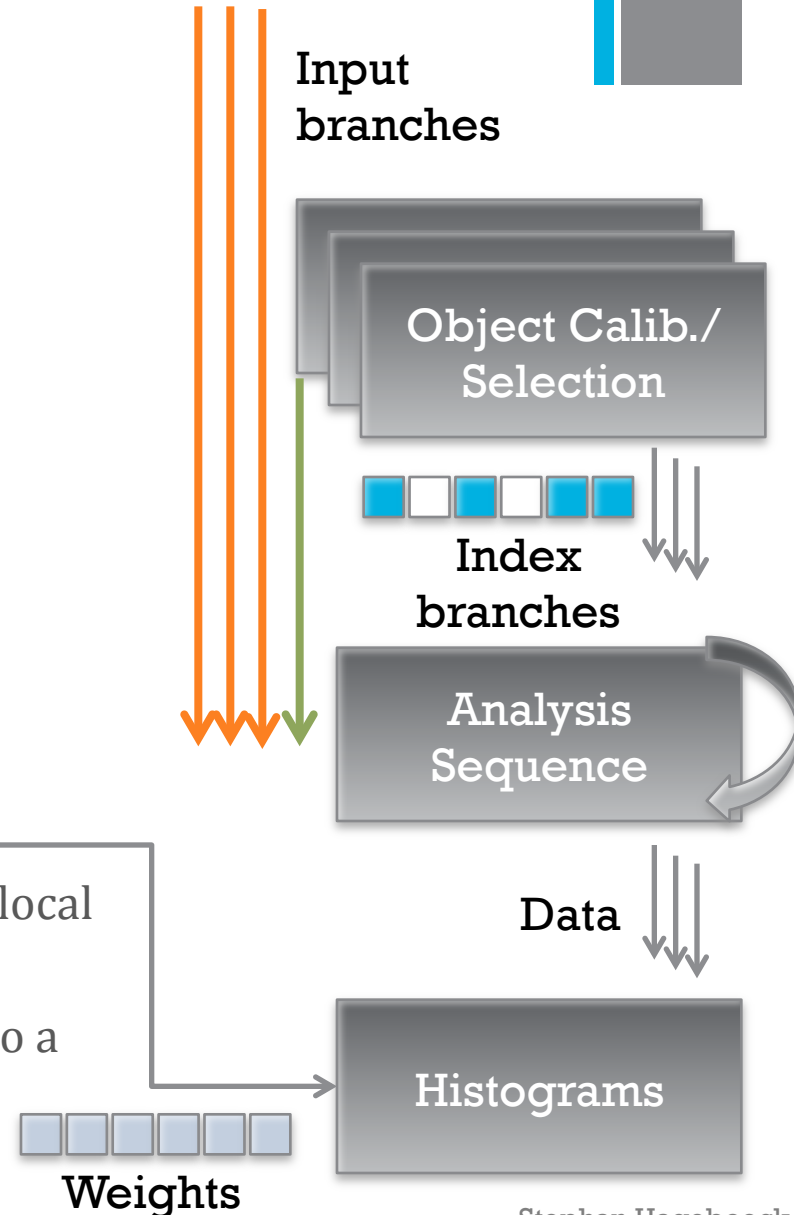 Input
branches
Object Calib./
Selection
Index
branches
Analysis
Sequence
local
Data
o a
Histograms
Weights